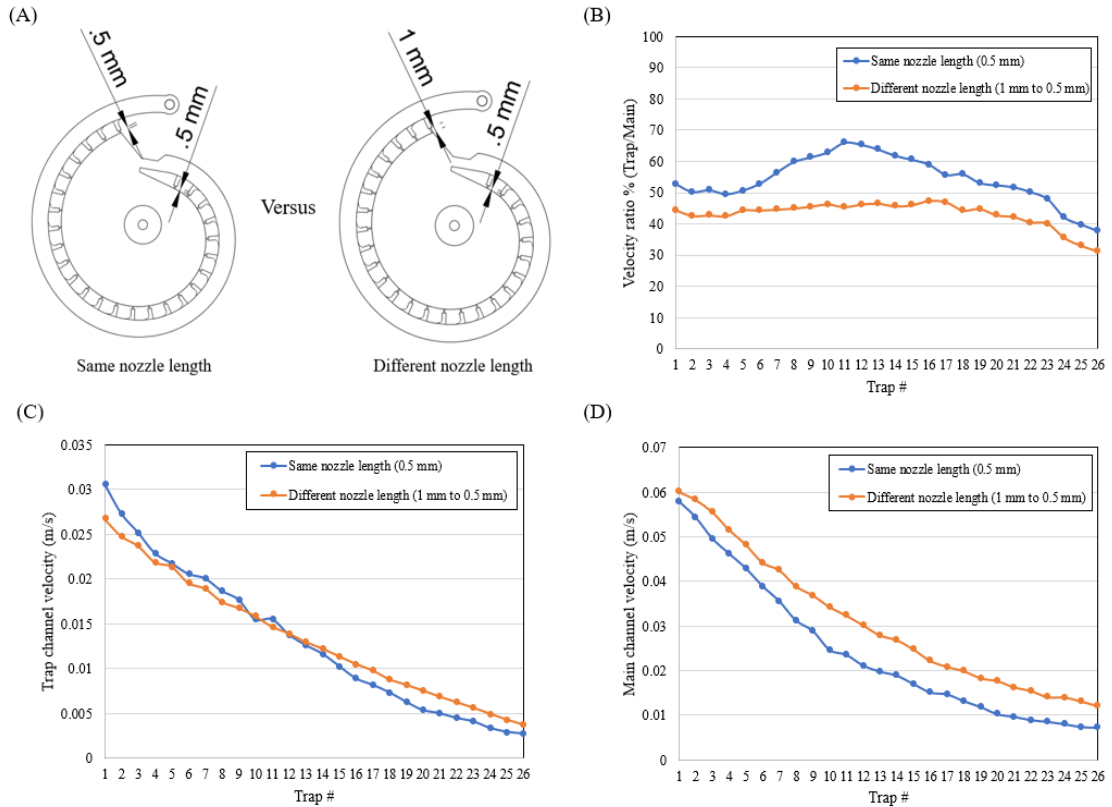 (A)
.5 mm
.5 mm
Versus
1 mm
.5 mm
Same nozzle length
Different nozzle length
(B)
Velocity ratio % (Trap/Main)
100
90
80
70
60
50
40
30
20
10
0
Same nozzle length (0.5 mm)
Different nozzle length (1 mm to 0.5 mm)
1 2 3 4 5 6 7 8 9 10 11 12 13 14 15 16 17 18 19 20 21 22 23 24 25 26
Trap #
(C)
Trap channel velocity (m/s)
0.035
0.03
0.025
0.02
0.015
0.01
0.005
0
Same nozzle length (0.5 mm)
Different nozzle length (1 mm to 0.5 mm)
1 2 3 4 5 6 7 8 9 10 11 12 13 14 15 16 17 18 19 20 21 22 23 24 25 26
Trap #
(D)
Main channel velocity (m/s)
0.07
0.06
0.05
0.04
0.03
0.02
0.01
0
Same nozzle length (0.5 mm)
Different nozzle length (1 mm to 0.5 mm)
1 2 3 4 5 6 7 8 9 10 11 12 13 14 15 16 17 18 19 20 21 22 23 24 25 26
Trap #